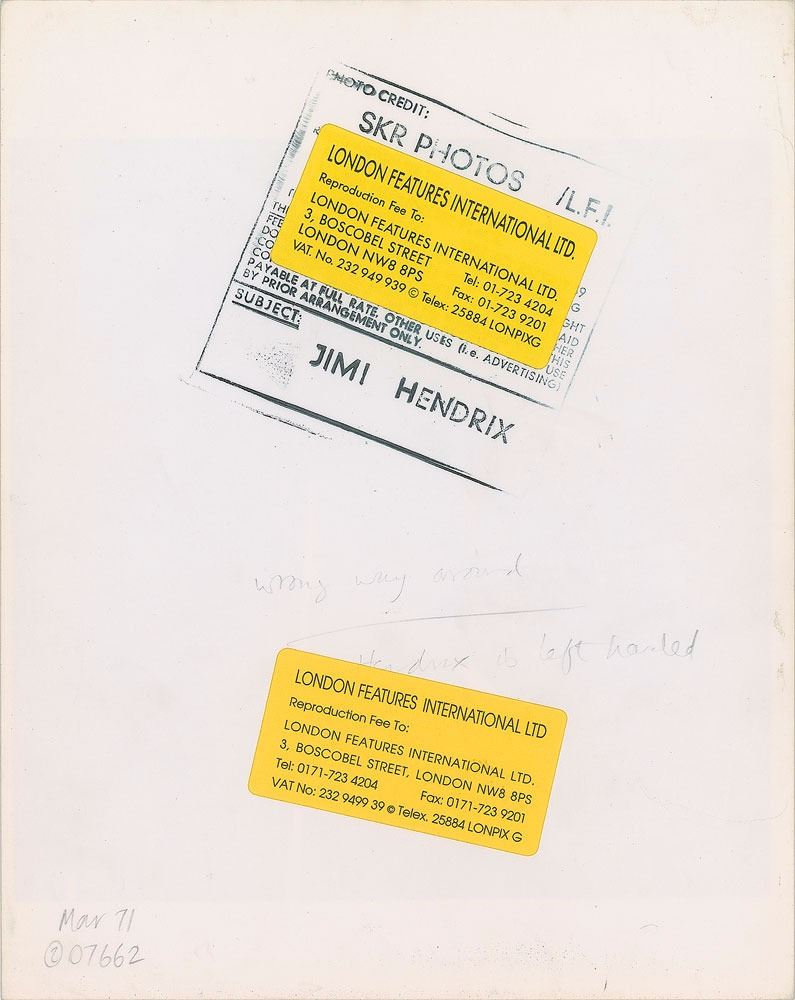 PHOTO CREDIT:
SKR PHOTOS /L.F.I.
LONDON FEATURES INTERNATIONAL LTD.
Reproduction Fee To:
LONDON FEATURES INTERNATIONAL LTD.
3, BOSCOBEL STREET Tel: 01-723 4204
LONDON NW8 8PS Fax: 01-723 9201
VAT. No. 232 949 939 © Telex: 25884 LONPIXG
PAYABLE AT FULL RATE. OTHER USES (i.e. ADVERTISING)
BY PRIOR ARRANGEMENT ONLY.
SUBJECT:
JIMI HENDRIX
wrong way around
Hendrix is left handed
LONDON FEATURES INTERNATIONAL LTD
Reproduction Fee To:
LONDON FEATURES INTERNATIONAL LTD.
3, BOSCOBEL STREET, LONDON NW8 8PS
Tel: 0171-723 4204 Fax: 0171-723 9201
VAT No: 232 9499 39 © Telex. 25884 LONPIX G
Mar 71
②07662